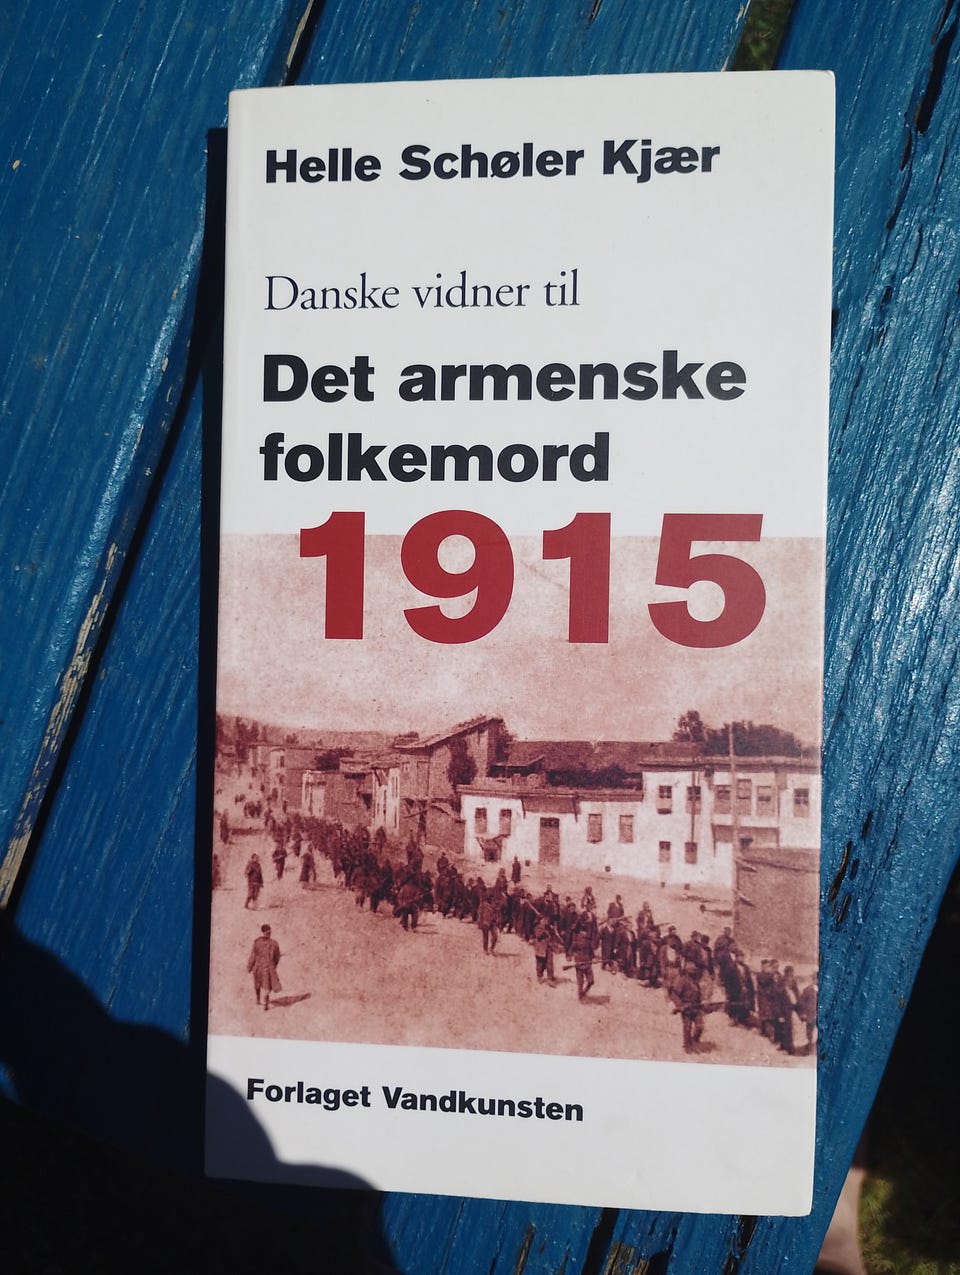 Helle Schøler Kjær
Danske vidner til
Det armenske
folkemord
1915
Forlaget Vandkunsten